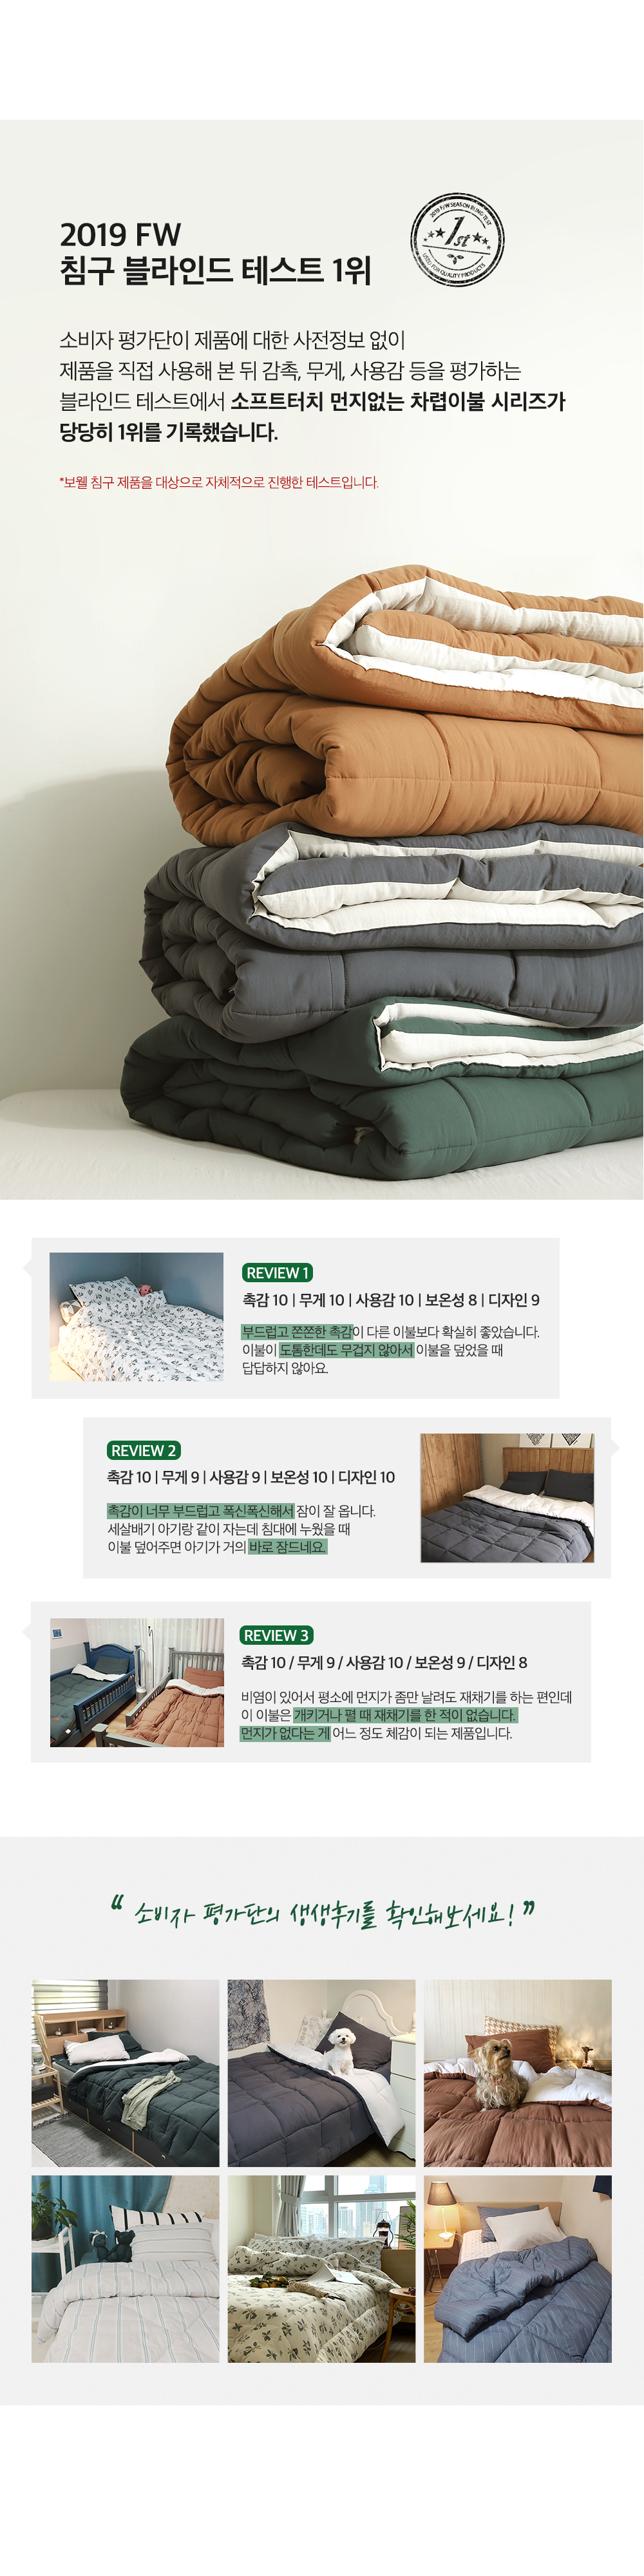 2019 FW
침구 블라인드 테스트 1위
1st
소비자 평가단이 제품에 대한 사전정보 없이
제품을 직접 사용해 본 뒤 감촉, 무게, 사용감 등을 평가하는
블라인드 테스트에서 소프트터치 먼지없는 차렵이불 시리즈가
당당히 1위를 기록했습니다.
*보웰 침구 제품을 대상으로 자체적으로 진행한 테스트입니다.
REVIEW 1
촉감 10 | 무게 10 | 사용감 10 | 보온성 8 | 디자인 9
부드럽고 쫀쫀한 촉감이 다른 이불보다 확실히 좋았습니다.
이불이 도톰한데도 무겁지 않아서 이불을 덮었을 때
답답하지 않아요.
REVIEW 2
촉감 10 | 무게 9 | 사용감 9 | 보온성 10 | 디자인 10
촉감이 너무 부드럽고 폭신폭신해서 잠이 잘 옵니다.
세살배기 아기랑 같이 자는데 침대에 누웠을 때
이불 덮어주면 아기가 거의 바로 잠드네요.
REVIEW 3
촉감 10 / 무게 9 / 사용감 10 / 보온성 9 / 디자인 8
비염이 있어서 평소에 먼지가 좀만 날려도 재채기를 하는 편인데
이 이불은 개키거나 펼 때 재채기를 한 적이 없습니다.
먼지가 없다는 게 어느 정도 체감이 되는 제품입니다.
“ 소비자 평가단의 생생후기를 확인해보세요! ”